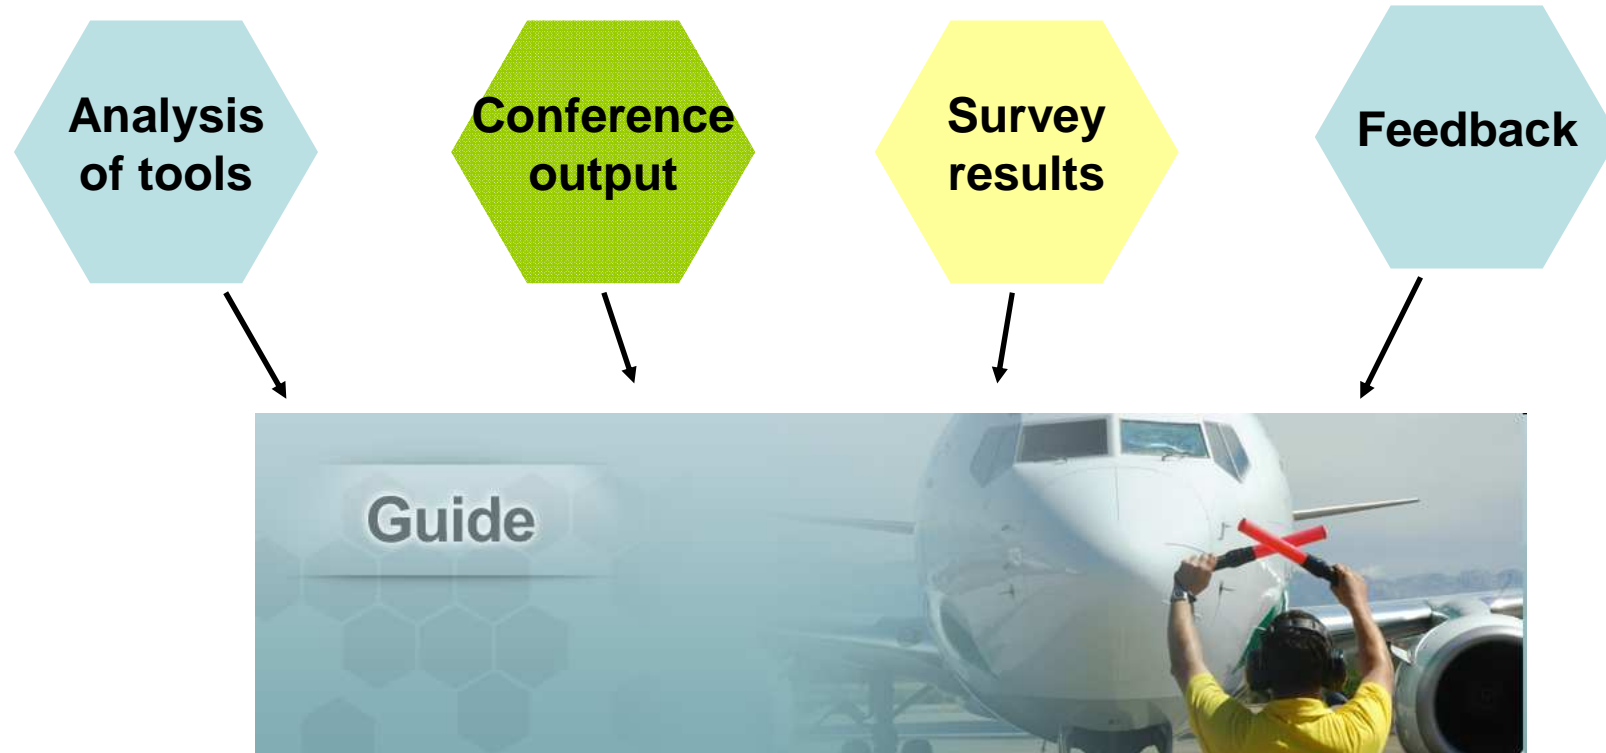 Analysis
of tools
Conference
output
Survey
results
Feedback
Guide